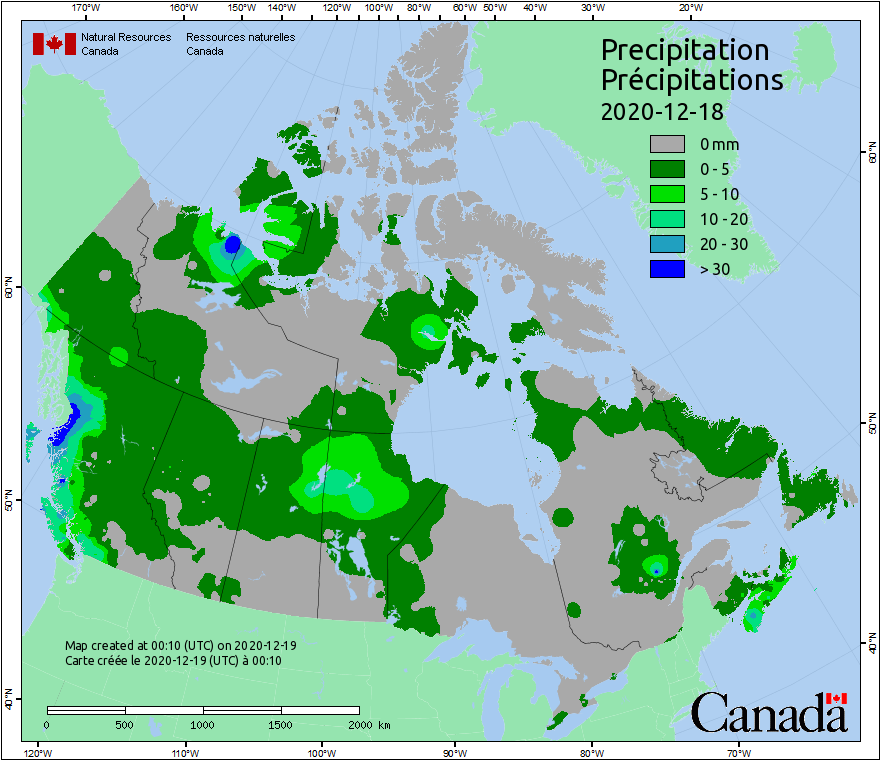 170°W 160°W 150°W 140°W 130°W 120°W 110°W 100°W 90°W 80°W 70°W 60°W 50°W 40°W 30°W 20°W
Natural Resources Ressources naturelles
Canada Canada
Precipitation
Précipitations
2020-12-18
0 mm
0 - 5
5 - 10
10 - 20
20 - 30
> 30
60°N
60°N
50°N
50°N
40°N
40°N
Map created at 00:10 (UTC) on 2020-12-19
Carte créée le 2020-12-19 (UTC) à 00:10
0 500 1000 1500 2000 km
Canada
120°W 110°W 100°W 90°W 80°W 70°W